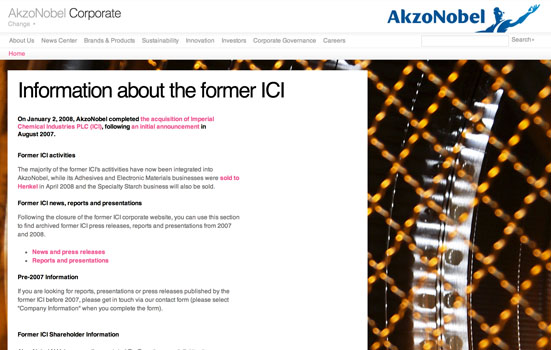 AkzoNobel Corporate
Change
AkzoNobel
About Us News Center Brands & Products Sustainability Innovation Investors Corporate Governance Careers
Search
Home
Information about the former ICI
On January 2, 2008, AkzoNobel completed the acquisition of Imperial
Chemical Industries PLC (ICI), following an initial announcement in
August 2007.
Former ICI activities
The majority of the former ICI's actitivities have now been integrated into
AkzoNobel, while its Adhesives and Electronic Materials businesses were sold to
Henkel in April 2008 and the Specialty Starch business will also be sold.
Former ICI news, reports and presentations
Following the closure of the former ICI corporate website, you can use this section
to find archived former ICI press releases, reports and presentations from 2007
and 2008.
News and press releases
Reports and presentations
Pre-2007 Information
If you are looking for reports, presentations or press releases published by the
former ICI before 2007, please get in touch via our contact form (please select
"Company Information" when you complete the form).
Former ICI Shareholder Information